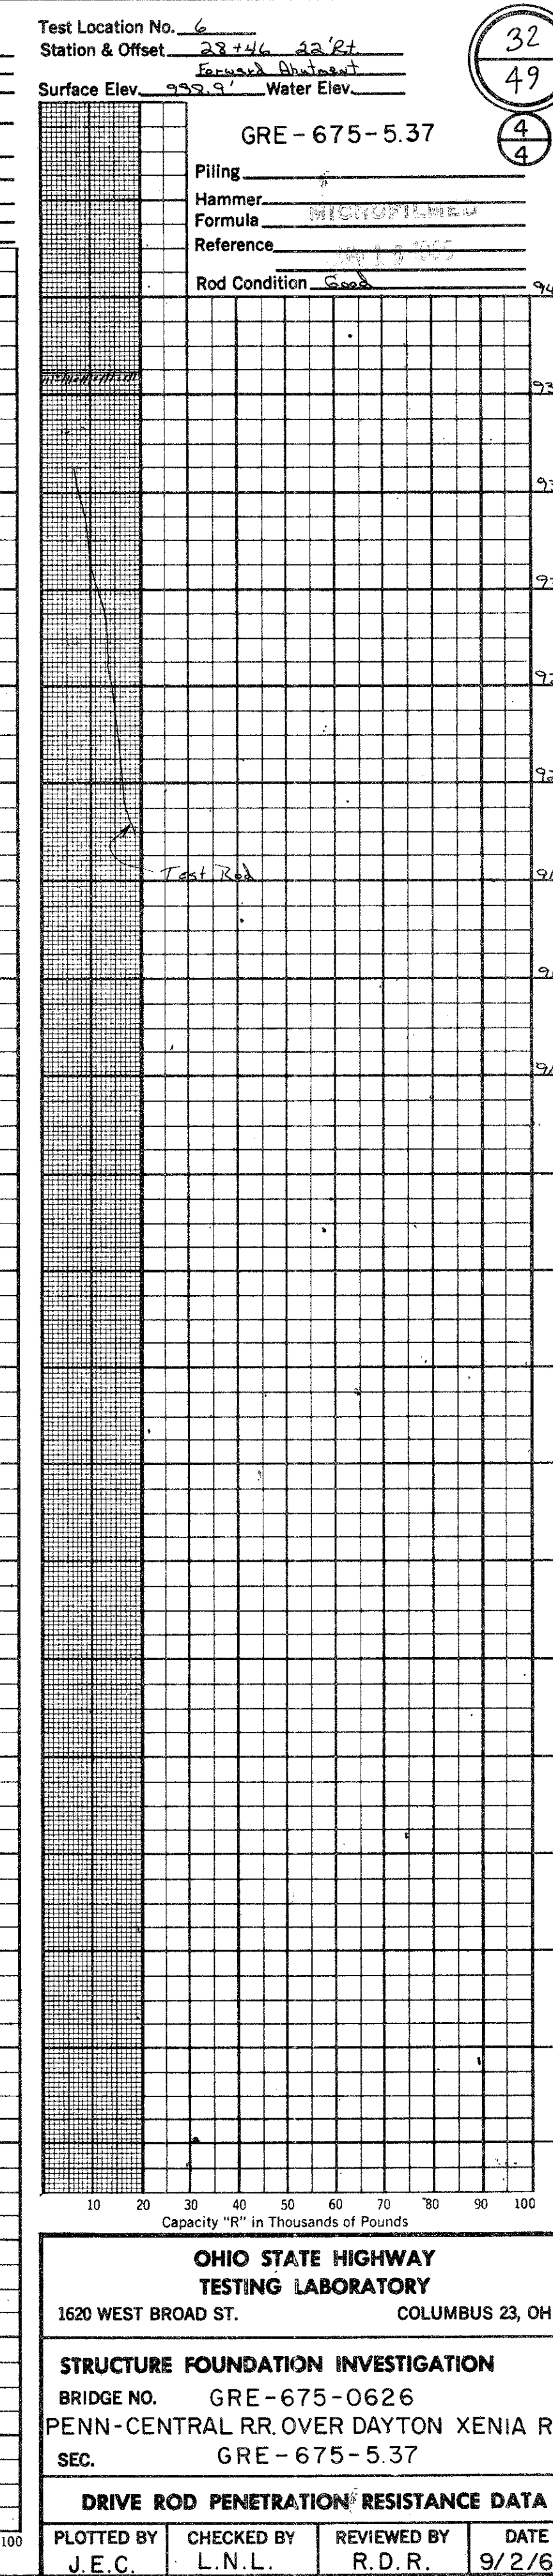 Test Location No. 6
Station & Offset 28+46 22'Rt
Forward Abutment
Surface Elev. 938.9' Water Elev.
32
49
GRE-675-5.37
4
4
Piling
Hammer
Formula
MICROFILMED
Reference
Rod Condition Good
Test Rod
10 20 30 40 50 60 70 80 90 100
Capacity "R" in Thousands of Pounds
OHIO STATE HIGHWAY
TESTING LABORATORY
1620 WEST BROAD ST. COLUMBUS 23, OH
STRUCTURE FOUNDATION INVESTIGATION
BRIDGE NO. GRE-675-0626
PENN-CENTRAL R.R. OVER DAYTON XENIA R
SEC. GRE-675-5.37
DRIVE ROD PENETRATION RESISTANCE DATA
100
PLOTTED BY CHECKED BY REVIEWED BY DATE
J.E.C. L.N.L. R.D.R. 9/2/6